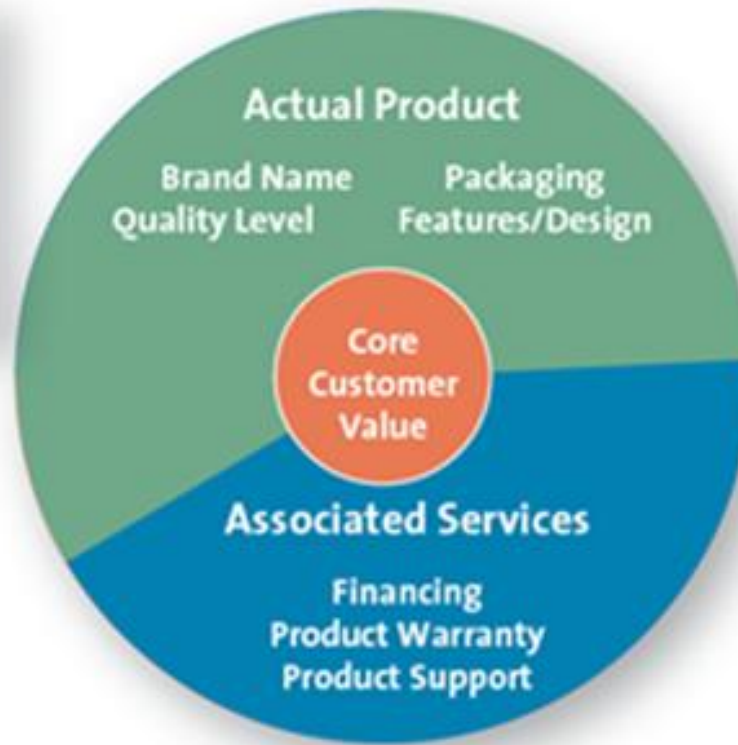 Actual Product
Brand Name Packaging
Quality Level Features/Design
Core
Customer
Value
Associated Services
Financing
Product Warranty
Product Support